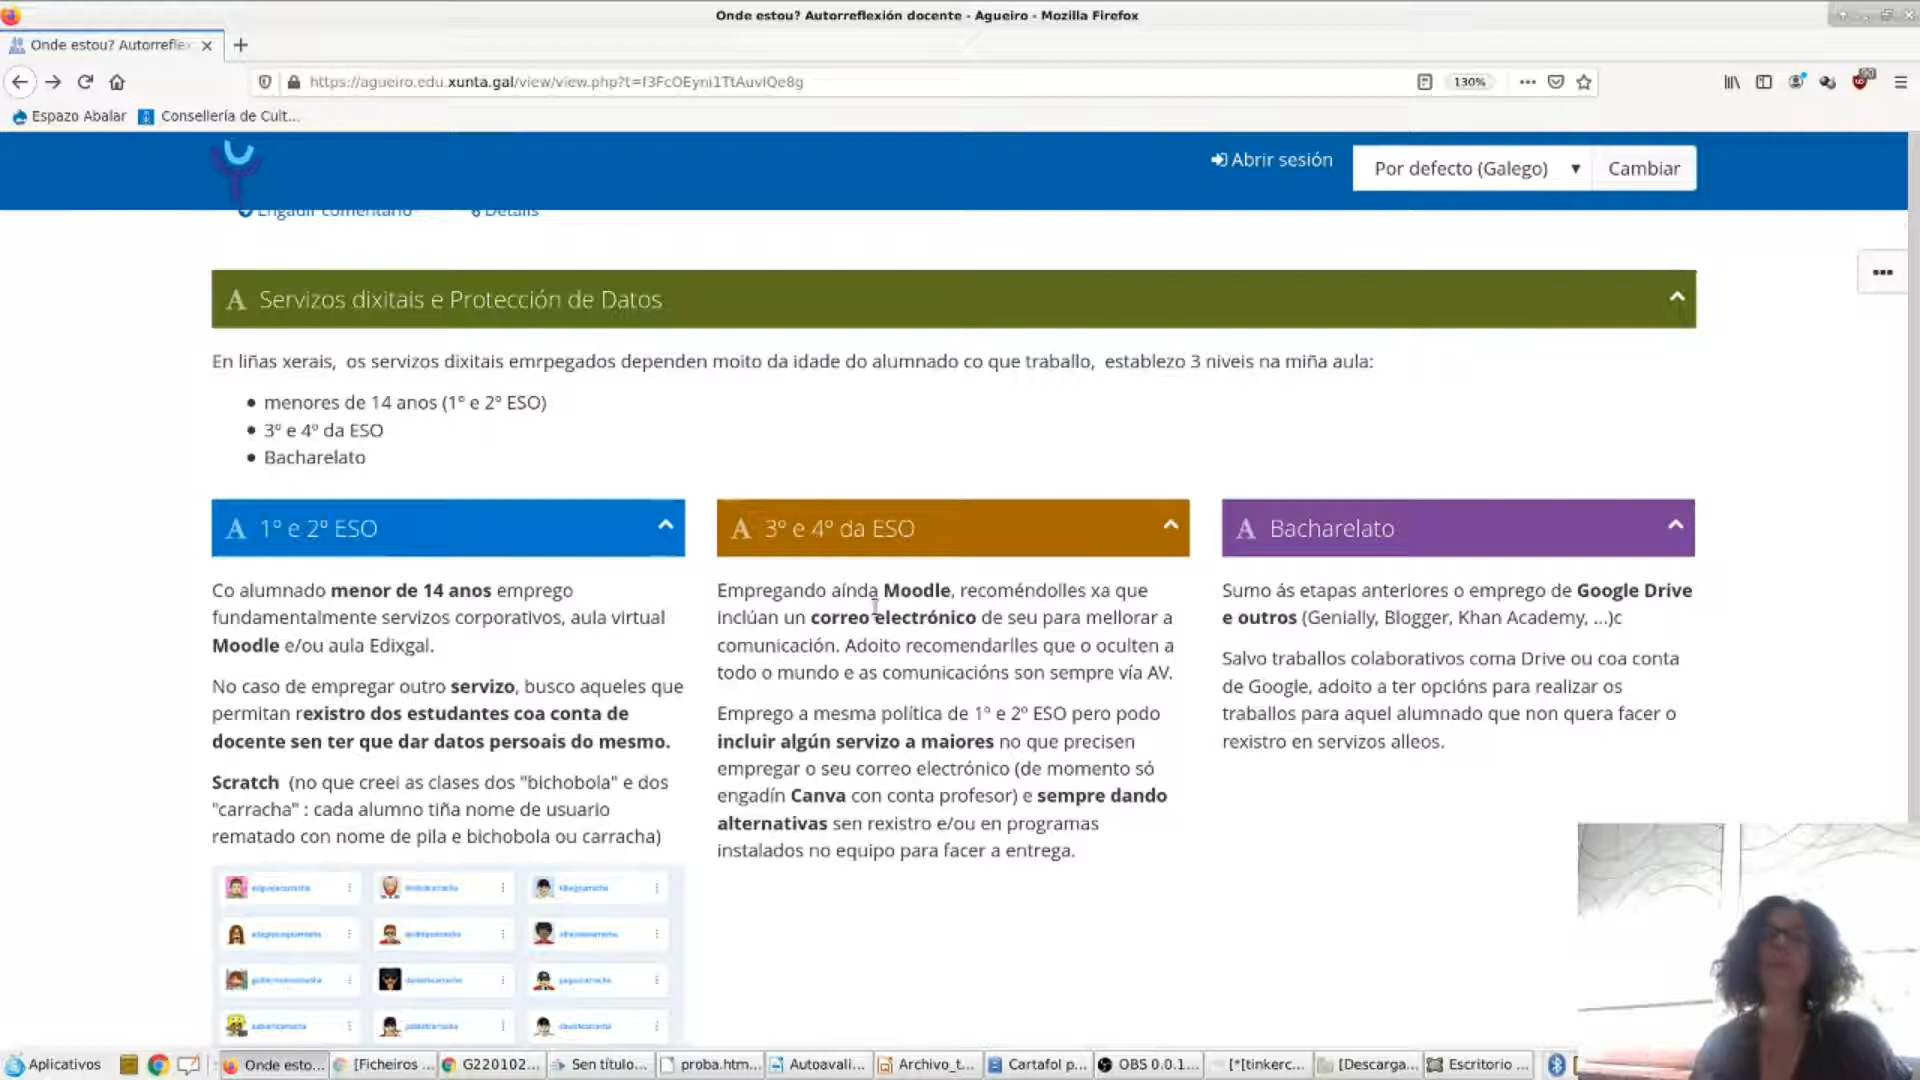 Onde estou? Autorreflexión docente - Agueiro - Mozilla Firefox
Onde estou? Autorrefle
https://agueiro.edu.xunta.gal/view/view.php?t=f3FcOEyni1TtAuvIQe8g
130%
Espazo Abalar
Consellería de Cult...
Abrir sesión
Por defecto (Galego)
Cambiar
Engadir comentario
Details
Servizos dixitais e Protección de Datos
En liñas xerais, os servizos dixitais emrpegados dependen moito da idade do alumnado co que traballo, establezo 3 niveis na miña aula:
menores de 14 anos (1º e 2º ESO)
3º e 4º da ESO
Bacharelato
A 1º e 2º ESO
Co alumnado menor de 14 anos emprego
fundamentalmente servizos corporativos, aula virtual
Moodle e/ou aula Edixgal.
No caso de empregar outro servizo, busco aqueles que
permitan rexistro dos estudantes coa conta de
docente sen ter que dar datos persoais do mesmo.
Scratch (no que creei as clases dos "bichobola" e dos
"carracha" : cada alumno tiña nome de usuario
rematado con nome de pila e bichobola ou carracha)
A 3º e 4º da ESO
Empregando aínda Moodle, recoméndolles xa que
inclúan un correo electrónico de seu para mellorar a
comunicación. Adoito recomendarlles que o oculten a
todo o mundo e as comunicacións son sempre vía AV.
Emprego a mesma política de 1º e 2º ESO pero podo
incluir algún servizo a maiores no que precisen
empregar o seu correo electrónico (de momento só
engadín Canva con conta profesor) e sempre dando
alternativas sen rexistro e/ou en programas
instalados no equipo para facer a entrega.
A Bacharelato
Sumo ás etapas anteriores o emprego de Google Drive
e outros (Genially, Blogger, Khan Academy, ...)c
Salvo traballos colaborativos coma Drive ou coa conta
de Google, adoito a ter opcións para realizar os
traballos para aquel alumnado que non quera facer o
rexistro en servizos alleos.
Aplicativos
Onde esto...
[Ficheiros ...
G220102...
Sen título...
proba.htm...
Autoavali...
Archivo_t...
Cartafol p...
OBS 0.0.1...
[*[tinkerc...
[Descarga...
Escritorio ...